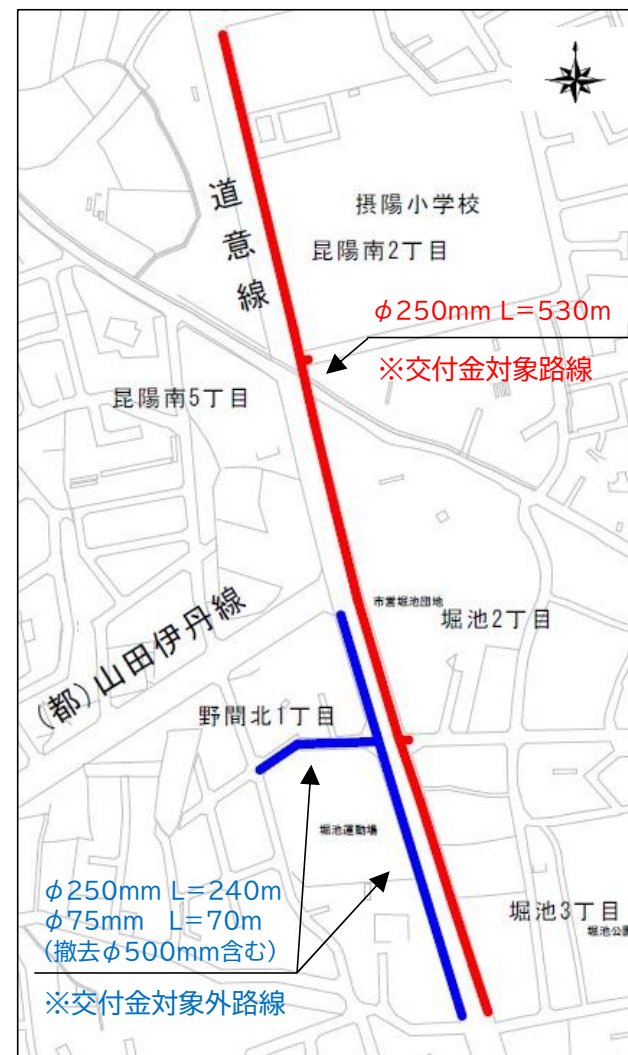 道意線
摂陽小学校
昆陽南2丁目
φ250mm L=530m
※交付金対象路線
昆陽南5丁目
市営堀池団地
堀池2丁目
(都)山田伊丹線
野間北1丁目
堀池運動場
φ250mm L=240m
φ75mm L=70m
(撤去φ500mm含む)
※交付金対象外路線
堀池3丁目
堀池公園